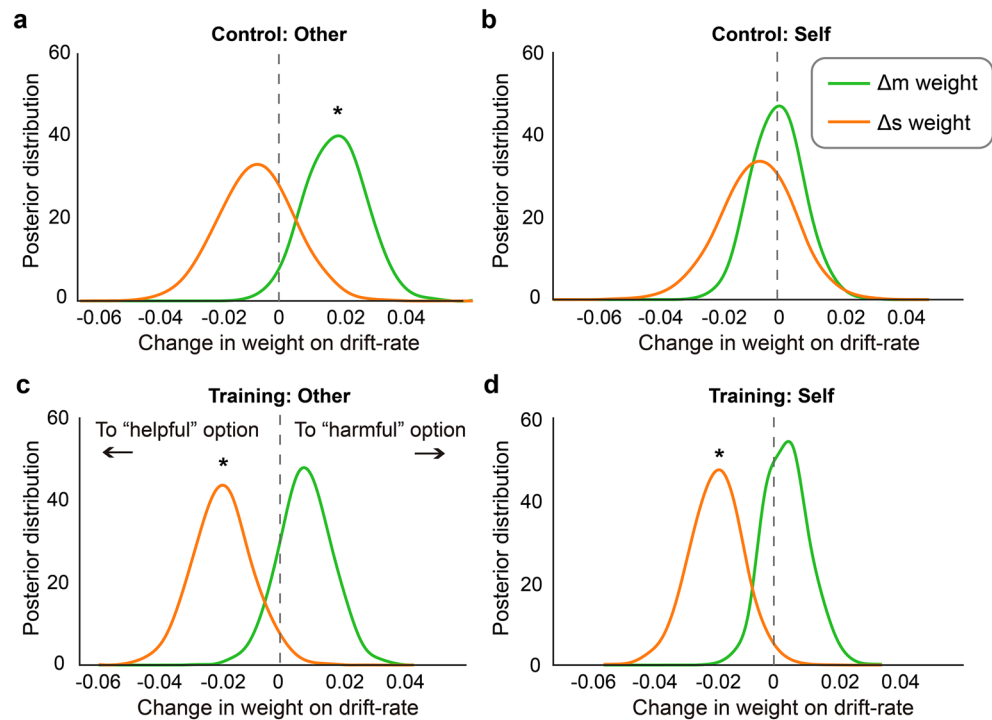 a
Control: Other
Posterior distribution
60
40
20
0
*
-0.06
-0.04
-0.02
0
0.02
0.04
Change in weight on drift-rate
b
Control: Self
Posterior distribution
60
40
20
0
Δm weight
Δs weight
-0.06
-0.04
-0.02
0
0.02
0.04
Change in weight on drift-rate
c
Training: Other
Posterior distribution
60
40
20
0
To “helpful” option
To “harmful” option
*
-0.06
-0.04
-0.02
0
0.02
0.04
Change in weight on drift-rate
d
Training: Self
Posterior distribution
60
40
20
0
*
-0.06
-0.04
-0.02
0
0.02
0.04
Change in weight on drift-rate